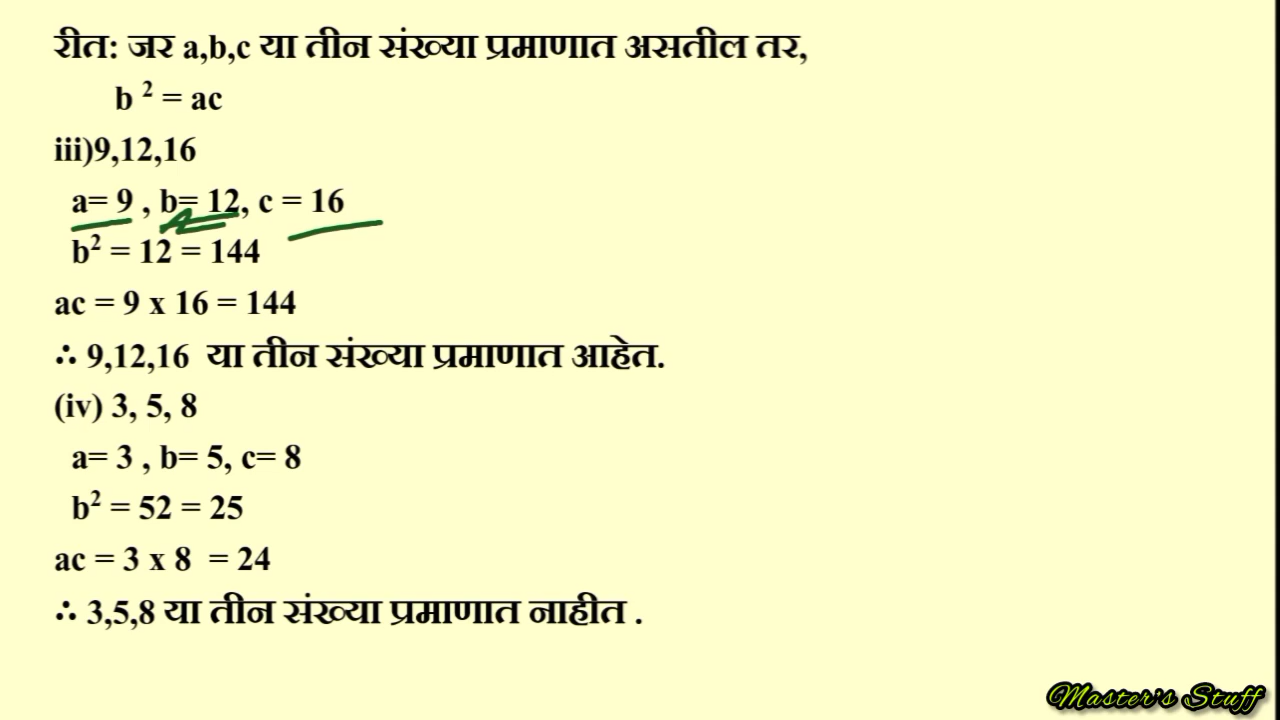 रीत: जर a,b,c या तीन संख्या प्रमाणात असतील तर,
b ² = ac
iii)9,12,16
a= 9 , b= 12, c = 16
b² = 12 = 144
ac = 9 x 16 = 144
∴ 9,12,16 या तीन संख्या प्रमाणात आहेत.
(iv) 3, 5, 8
a= 3 , b= 5, c= 8
b² = 52 = 25
ac = 3 x 8 = 24
∴ 3,5,8 या तीन संख्या प्रमाणात नाहीत .
Master's Stuff